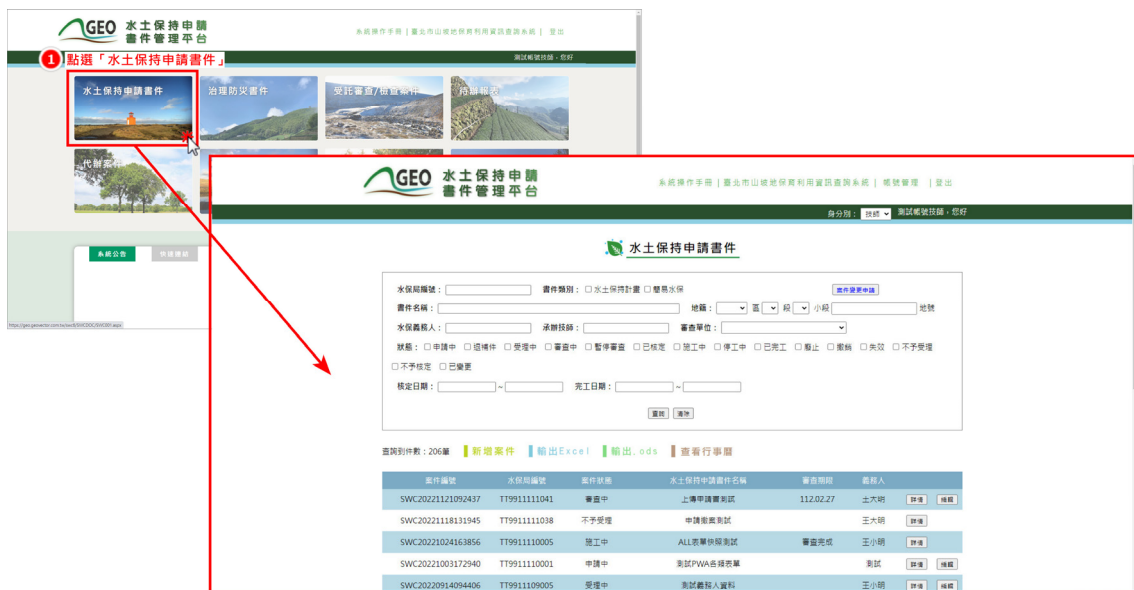 GEO 水土保持申請
書件管理平台
系統操作手冊 | 臺北市山坡地保育利用資訊查詢系統 | 登出
1 點選「水土保持申請書件」
測試帳號技師，您好
水土保持申請書件
治理防災書件
受託審查/檢查案件
待辦報表
代辦案件
系統公告 快速連結
GEO 水土保持申請
書件管理平台
系統操作手冊 | 臺北市山坡地保育利用資訊查詢系統 | 帳號管理 | 登出
身分別： 技師 測試帳號技師，您好
水土保持申請書件
水保局編號： 書件類別： 水土保持計畫 簡易水保 書件變更申請
書件名稱： 地籍： 區 段 小段 地號
水保義務人： 承辦技師： 審查單位：
狀態： 申請中 退補件 受理中 審查中 暫停審查 已核定 施工中 停工中 已完工 廢止 撤銷 失效 不予受理
不予核定 已變更
核定日期： ~ 完工日期： ~
查詢 清除
查詢到件數：206筆 新增案件 輸出Excel 輸出.ods 查看行事曆
案件編號 水保局編號 案件狀態 水土保持申請書件名稱 審查期限 義務人
SWC20221121092437 TT9911111041 審查中 上傳申請書測試 112.02.27 王大明 詳情 編輯
SWC20221118131945 TT9911111038 不予受理 申請撤案測試 王大明 詳情
SWC20221024163856 TT9911110005 施工中 ALL表單快照測試 審查完成 王小明 詳情
SWC20221003172940 TT9911110001 申請中 測試PWA各類表單 測試 詳情 編輯
SWC20220914094406 TT9911109005 受理中 測試義務人資料 王小明 詳情 編輯